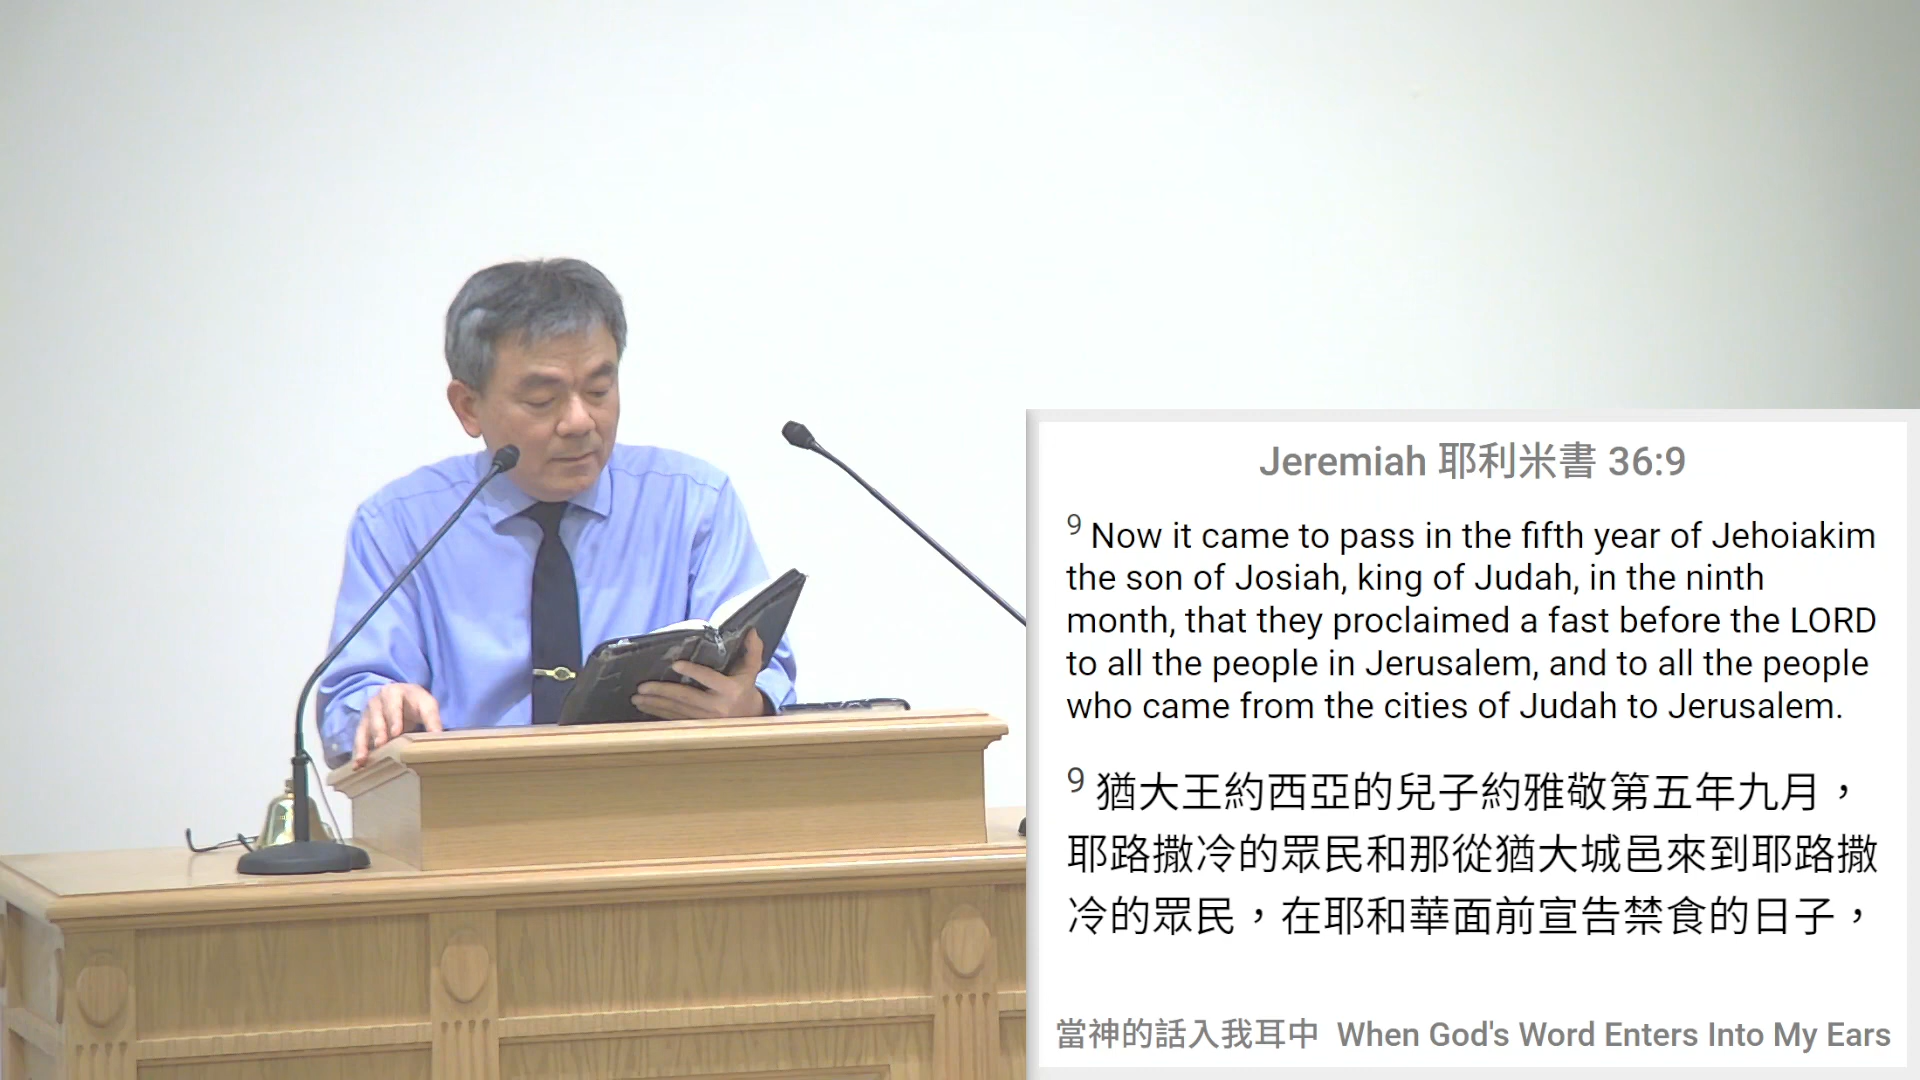 Jeremiah 耶利米書 36:9
9 Now it came to pass in the fifth year of Jehoiakim
the son of Josiah, king of Judah, in the ninth
month, that they proclaimed a fast before the LORD
to all the people in Jerusalem, and to all the people
who came from the cities of Judah to Jerusalem.
9 猶大王約西亞的兒子約雅敬第五年九月，
耶路撒冷的眾民和那從猶大城邑來到耶路撒
冷的眾民，在耶和華面前宣告禁食的日子，
當神的話入我耳中 When God's Word Enters Into My Ears